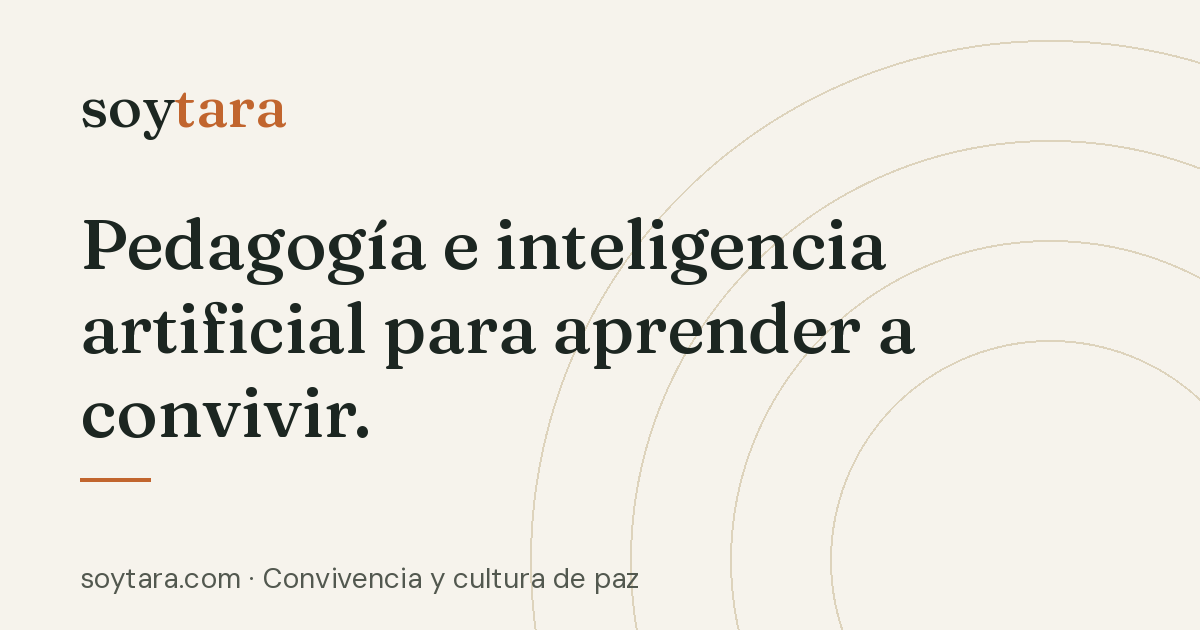 soytara
Pedagogía e inteligencia
artificial para aprender a
convivir.
soytara.com · Convivencia y cultura de paz